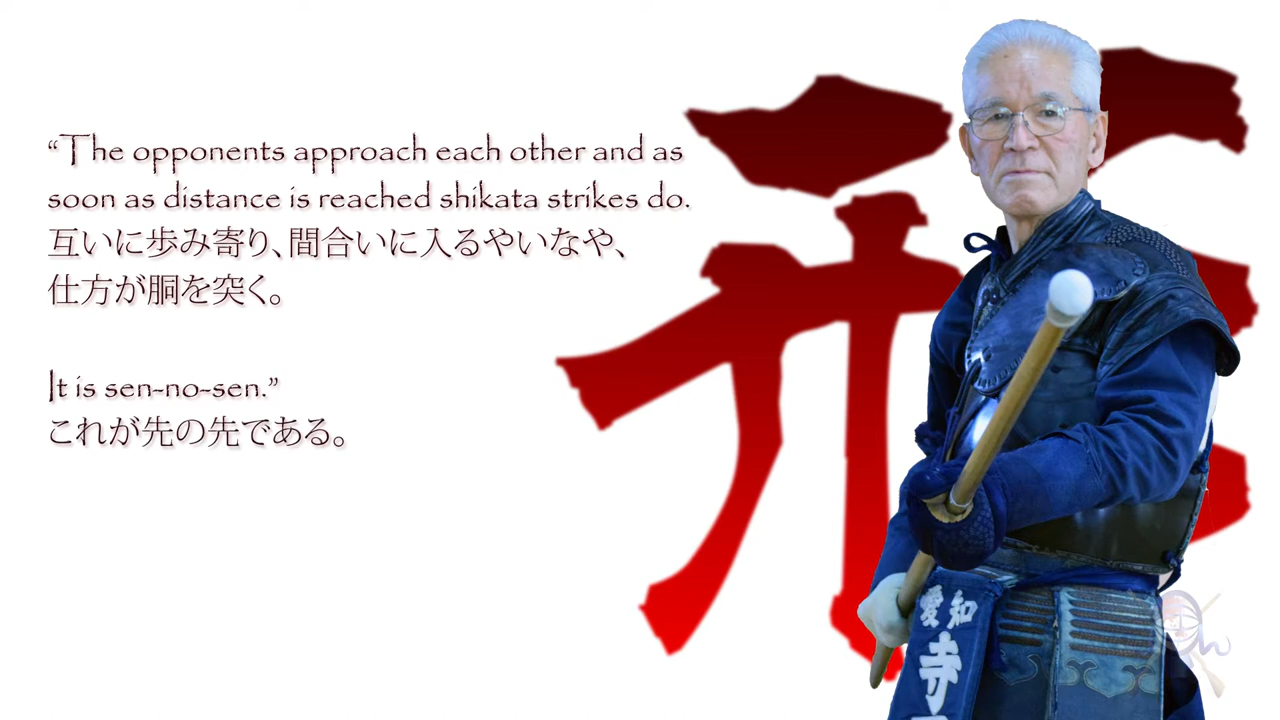 “The opponents approach each other and as
soon as distance is reached shikata strikes do.
互いに歩み寄り、間合いに入るやいなや、
仕方が胴を突く。
It is sen-no-sen.”
これが先の先である。
形
愛知
寺